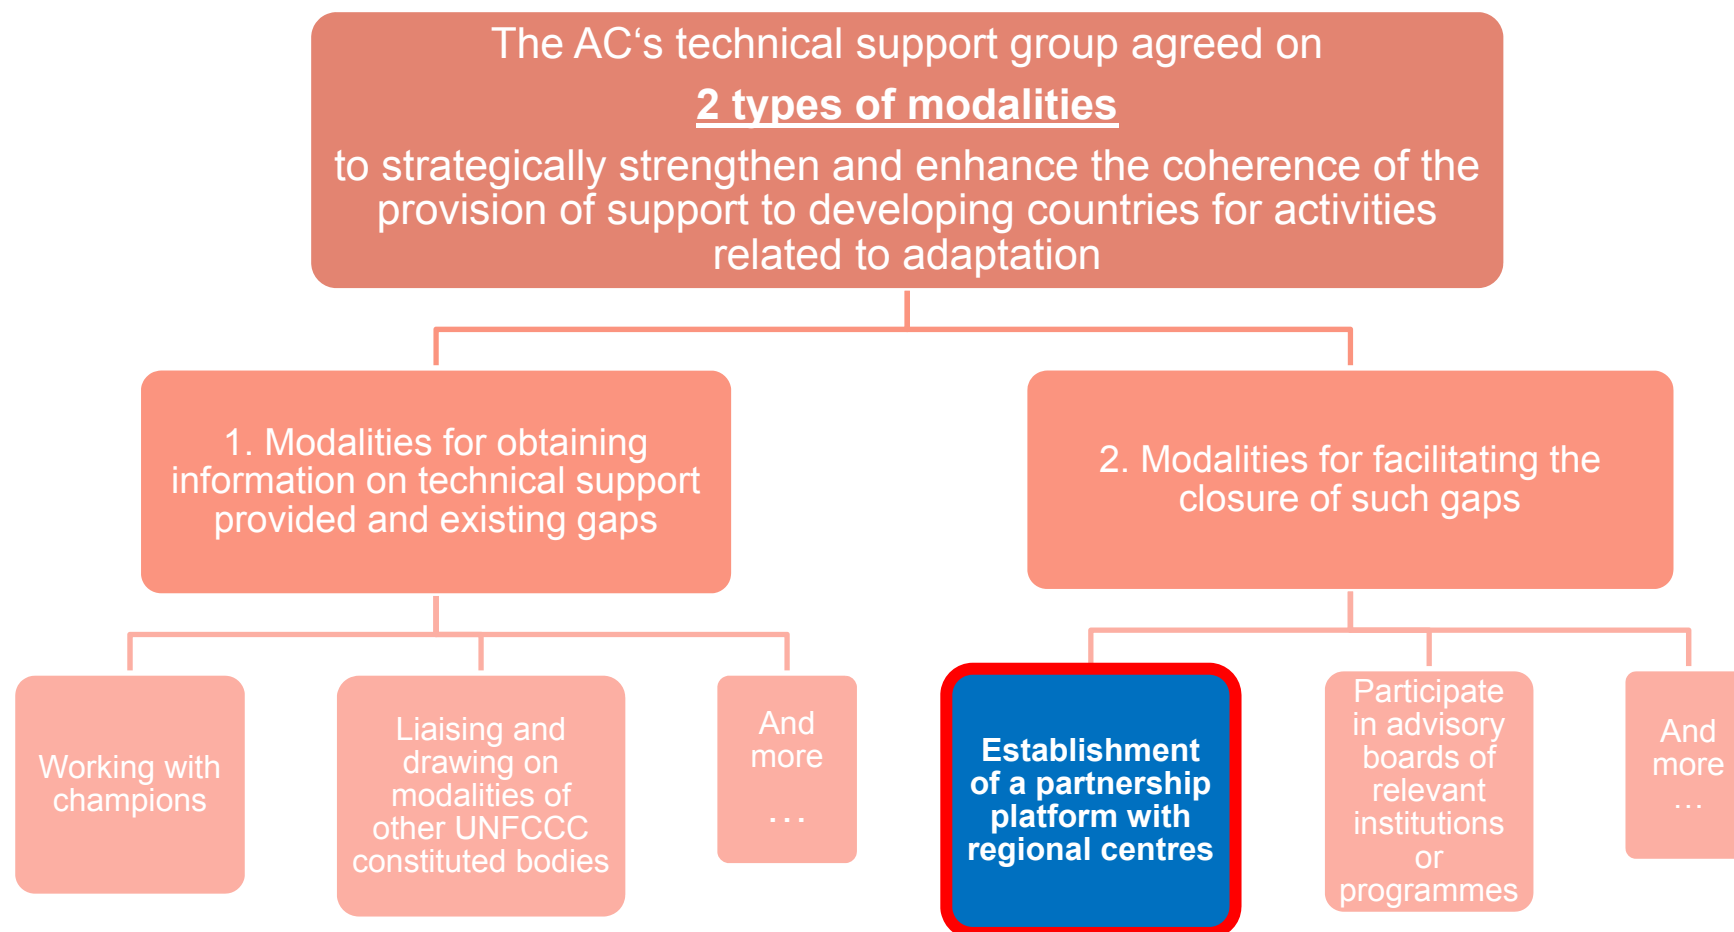 The AC‘s technical support group agreed on
2 types of modalities
to strategically strengthen and enhance the coherence of the
provision of support to developing countries for activities
related to adaptation
1. Modalities for obtaining
information on technical support
provided and existing gaps
2. Modalities for facilitating the
closure of such gaps
Working with
champions
Liaising and
drawing on
modalities of
other UNFCCC
constituted bodies
And
more
…
Establishment
of a partnership
platform with
regional centres
Participate
in advisory
boards of
relevant
institutions
or
programmes
And
more
…